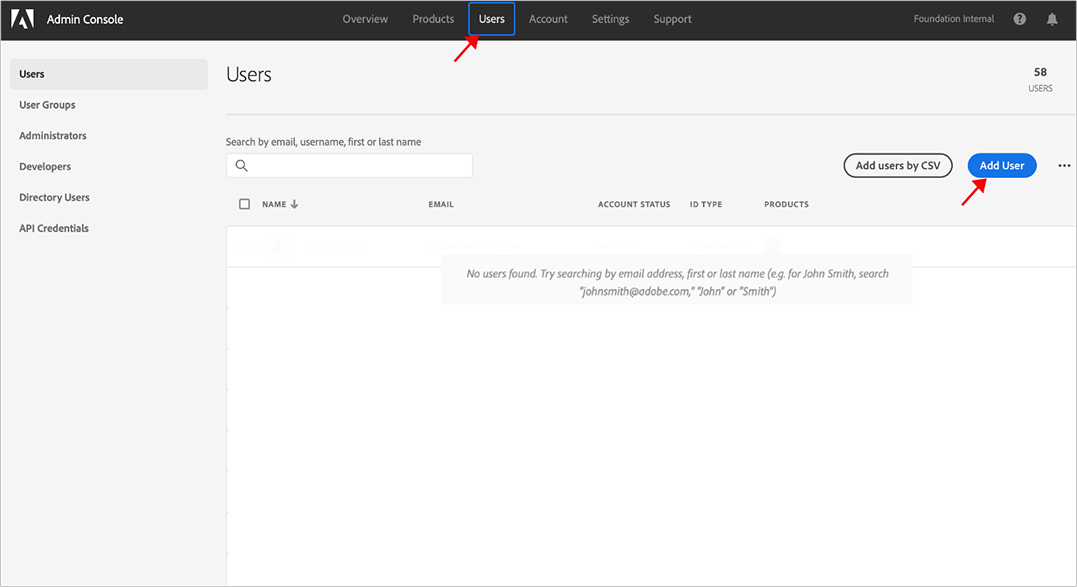 Admin Console
Overview
Products
Users
Account
Settings
Support
Foundation Internal
Users
User Groups
Administrators
Developers
Directory Users
API Credentials
Users
58
USERS
Search by email, username, first or last name
Add users by CSV
Add User
NAME
EMAIL
ACCOUNT STATUS
ID TYPE
PRODUCTS
No users found. Try searching by email address, first or last name (e.g. for John Smith, search
"johnsmith@adobe.com," "John" or "Smith")